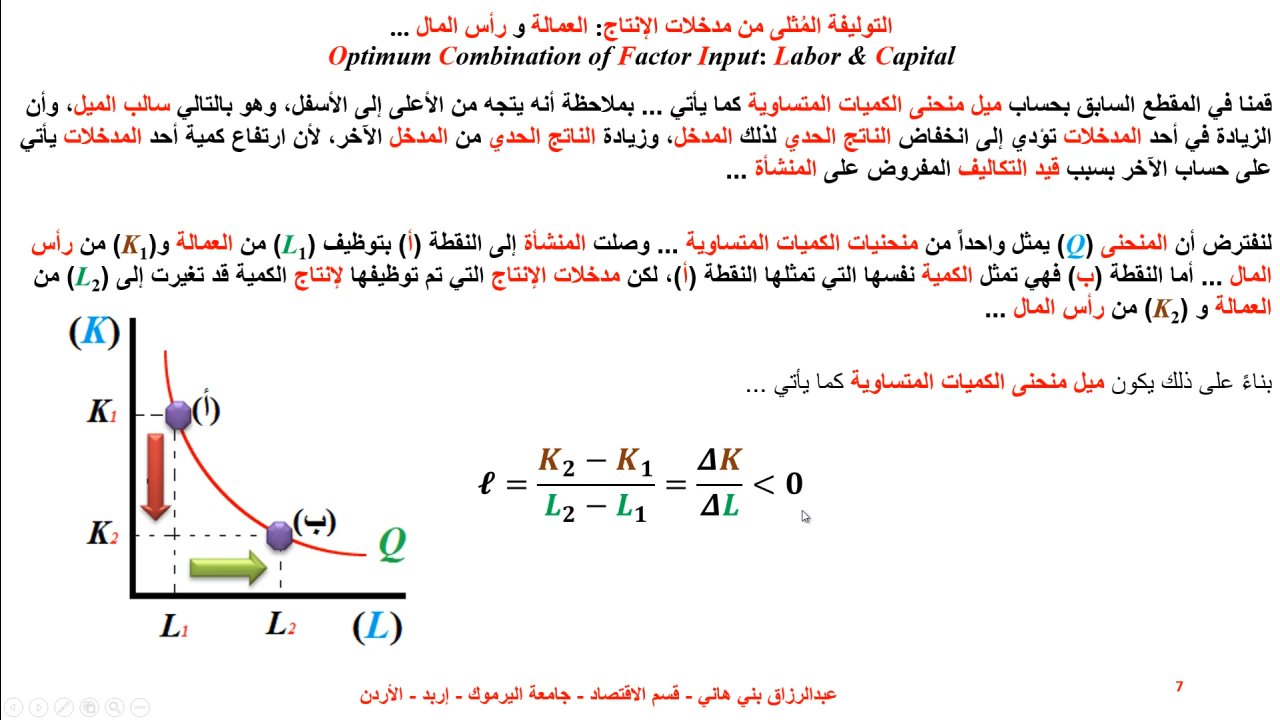 التوليفة المُثلى من مدخلات الإنتاج: العمالة و رأس المال ...
Optimum Combination of Factor Input: Labor & Capital
قمنا في المقطع السابق بحساب ميل منحنى الكميات المتساوية كما يأتي ... بملاحظة أنه يتجه من الأعلى إلى الأسفل، وهو بالتالي سالب الميل، وأن
الزيادة في أحد المدخلات تؤدي إلى انخفاض الناتج الحدي لذلك المدخل، وزيادة الناتج الحدي من المدخل الآخر، لأن ارتفاع كمية أحد المدخلات يأتي
على حساب الآخر بسبب قيد التكاليف المفروض على المنشأة ...
لنفترض أن المنحنى (Q) يمثل واحداً من منحنيات الكميات المتساوية ... وصلت المنشأة إلى النقطة (أ) بتوظيف (L₁) من العمالة و(K₁) من رأس
المال ... أما النقطة (ب) فهي تمثل الكمية نفسها التي تمثلها النقطة (أ)، لكن مدخلات الإنتاج التي تم توظيفها لإنتاج الكمية قد تغيرت إلى (L₂) من
العمالة و (K₂) من رأس المال ...
بناءً على ذلك يكون ميل منحنى الكميات المتساوية كما يأتي ...
ℓ = (K₂ − K₁)/(L₂ − L₁) = ΔK/ΔL < 0
(K)
K₁
(أ)
K₂
(ب)
Q
L₁
L₂
(L)
عبدالرزاق بني هاني - قسم الاقتصاد - جامعة اليرموك - إربد - الأردن
7